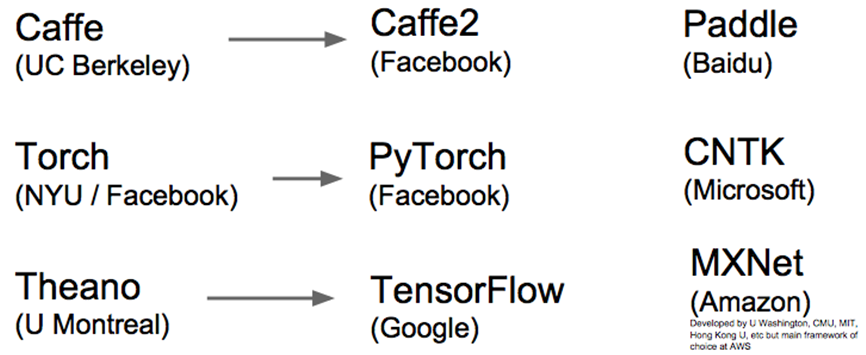 Caffe
(UC Berkeley)
Caffe2
(Facebook)
Paddle
(Baidu)
Torch
(NYU / Facebook)
PyTorch
(Facebook)
CNTK
(Microsoft)
Theano
(U Montreal)
TensorFlow
(Google)
MXNet
(Amazon)
Developed by U Washington, CMU, MIT,
Hong Kong U, etc but main framework of
choice at AWS